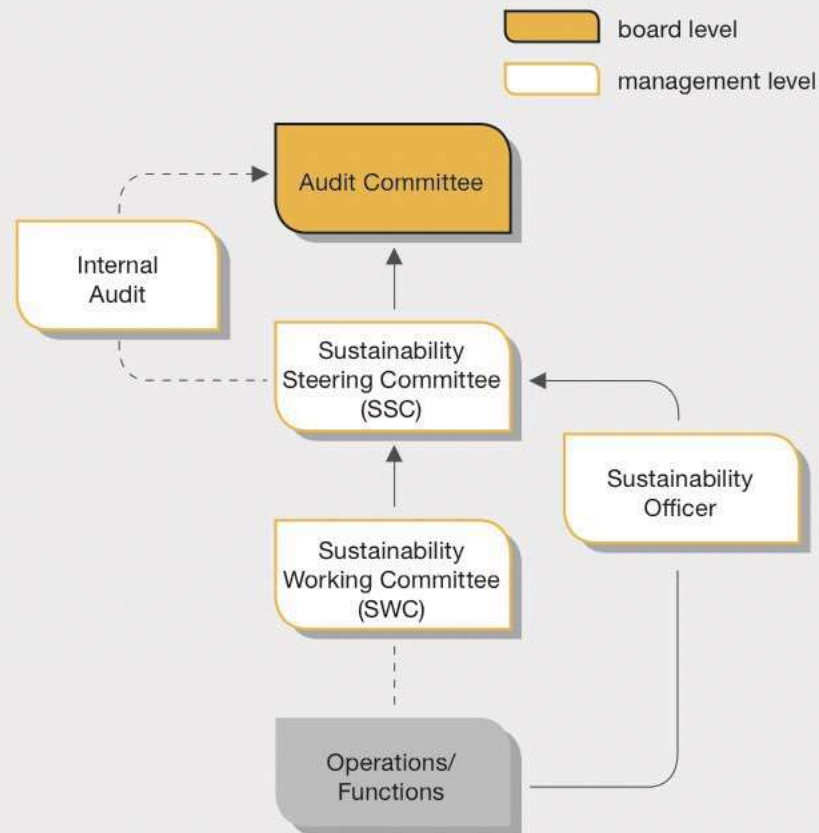 board level
management level
Audit Committee
Internal
Audit
Sustainability
Steering Committee
(SSC)
Sustainability
Officer
Sustainability
Working Committee
(SWC)
Operations/
Functions